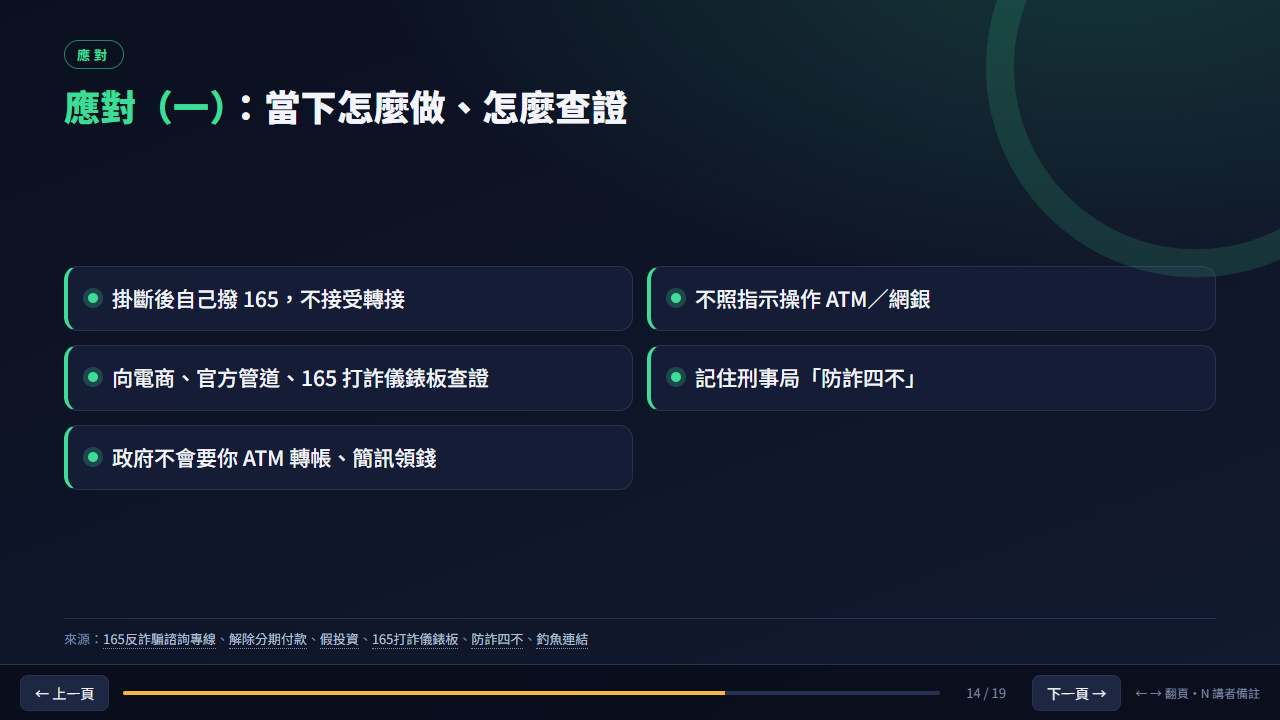 應對
應對（一）：當下怎麼做、怎麼查證
掛斷後自己撥 165，不接受轉接
不照指示操作 ATM／網銀
向電商、官方管道、165 打詐儀錶板查證
記住刑事局「防詐四不」
政府不會要你 ATM 轉帳、簡訊領錢
來源：165反詐騙諮詢專線、解除分期付款、假投資、165打詐儀錶板、防詐四不、釣魚連結
← 上一頁
14 / 19
下一頁 →
← → 翻頁・N 講者備註